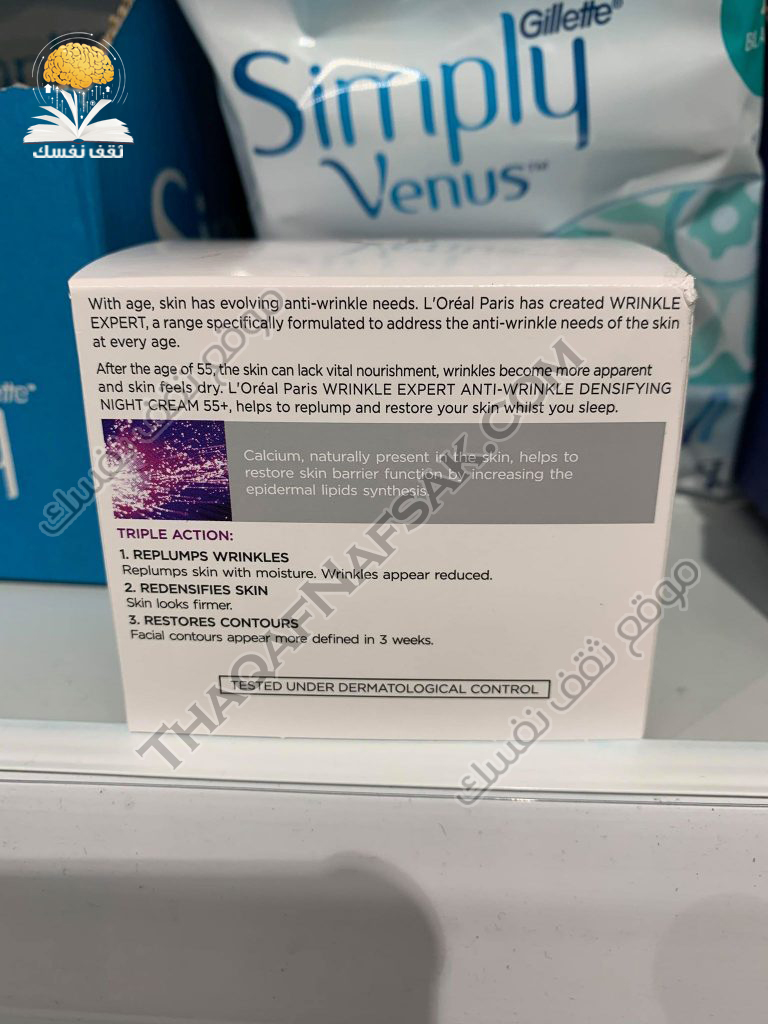 ثقف نفسك
Gillette®
Simply
Venus™
With age, skin has evolving anti-wrinkle needs. L'Oréal Paris has created WRINKLE
EXPERT, a range specifically formulated to address the anti-wrinkle needs of the skin
at every age.
After the age of 55, the skin can lack vital nourishment, wrinkles become more apparent
and skin feels dry. L'Oréal Paris WRINKLE EXPERT ANTI-WRINKLE DENSIFYING
NIGHT CREAM 55+, helps to replump and restore your skin whilst you sleep.
Calcium, naturally present in the skin, helps to
restore skin barrier function by increasing the
epidermal lipids synthesis.
TRIPLE ACTION:
1. REPLUMPS WRINKLES
Replumps skin with moisture. Wrinkles appear reduced.
2. REDENSIFIES SKIN
Skin looks firmer.
3. RESTORES CONTOURS
Facial contours appear more defined in 3 weeks.
TESTED UNDER DERMATOLOGICAL CONTROL
موقع ثقف نفسك
THAQAFNAFSAK.COM
موقع ثقف نفسك